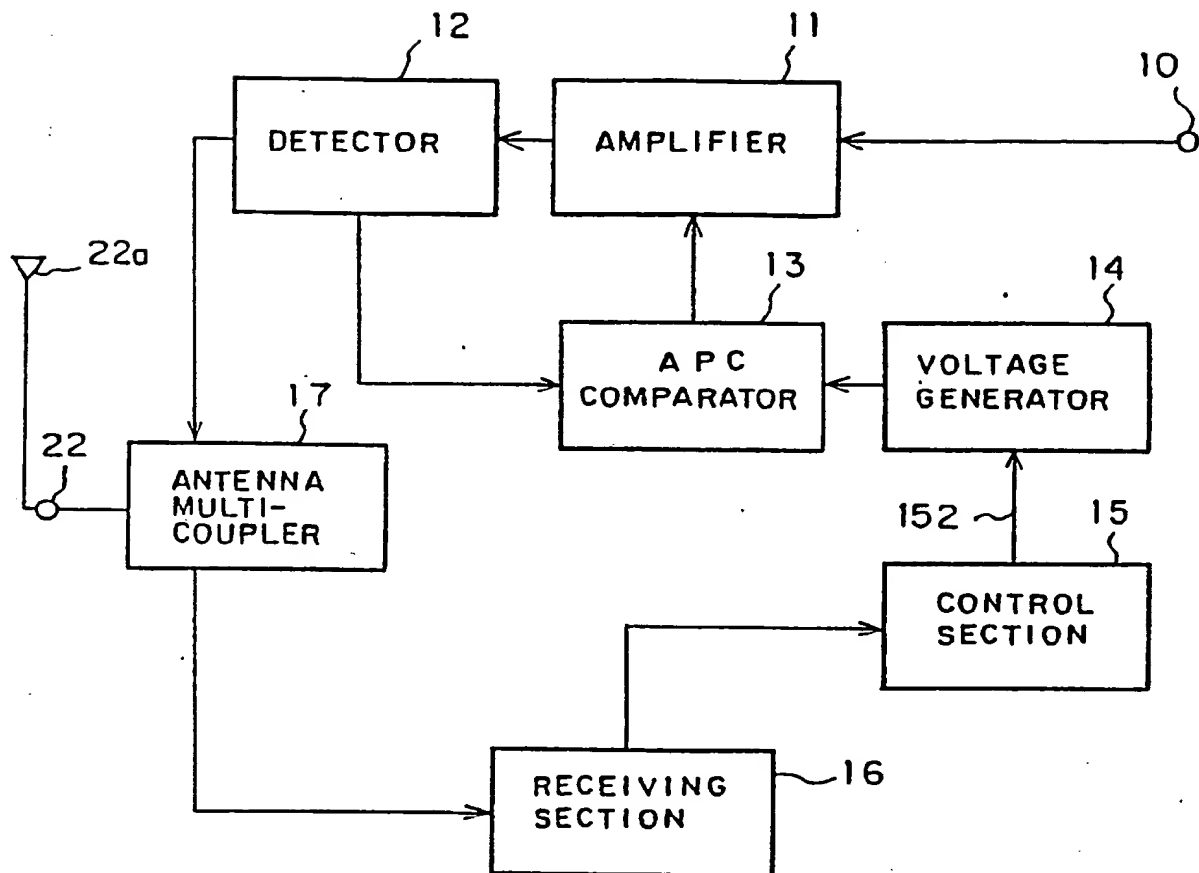 12
11
10
DETECTOR
AMPLIFIER
22a
13
14
A P C
COMPARATOR
VOLTAGE
GENERATOR
17
22
ANTENNA
MULTI-
COUPLER
152
15
CONTROL
SECTION
RECEIVING
SECTION
16